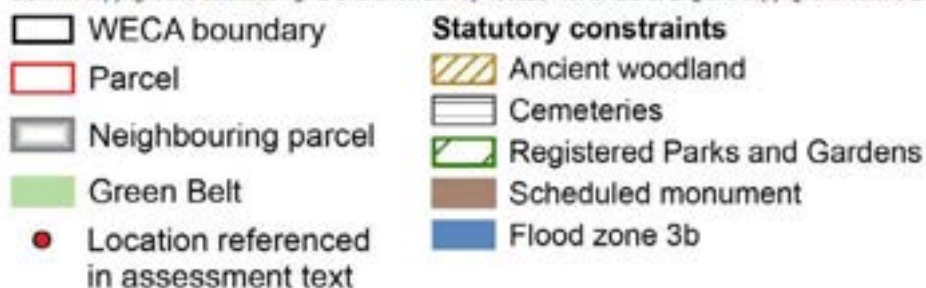 WECA boundary
Parcel
Neighbouring parcel
Green Belt
Location referenced
in assessment text
Statutory constraints
Ancient woodland
Cemeteries
Registered Parks and Gardens
Scheduled monument
Flood zone 3b